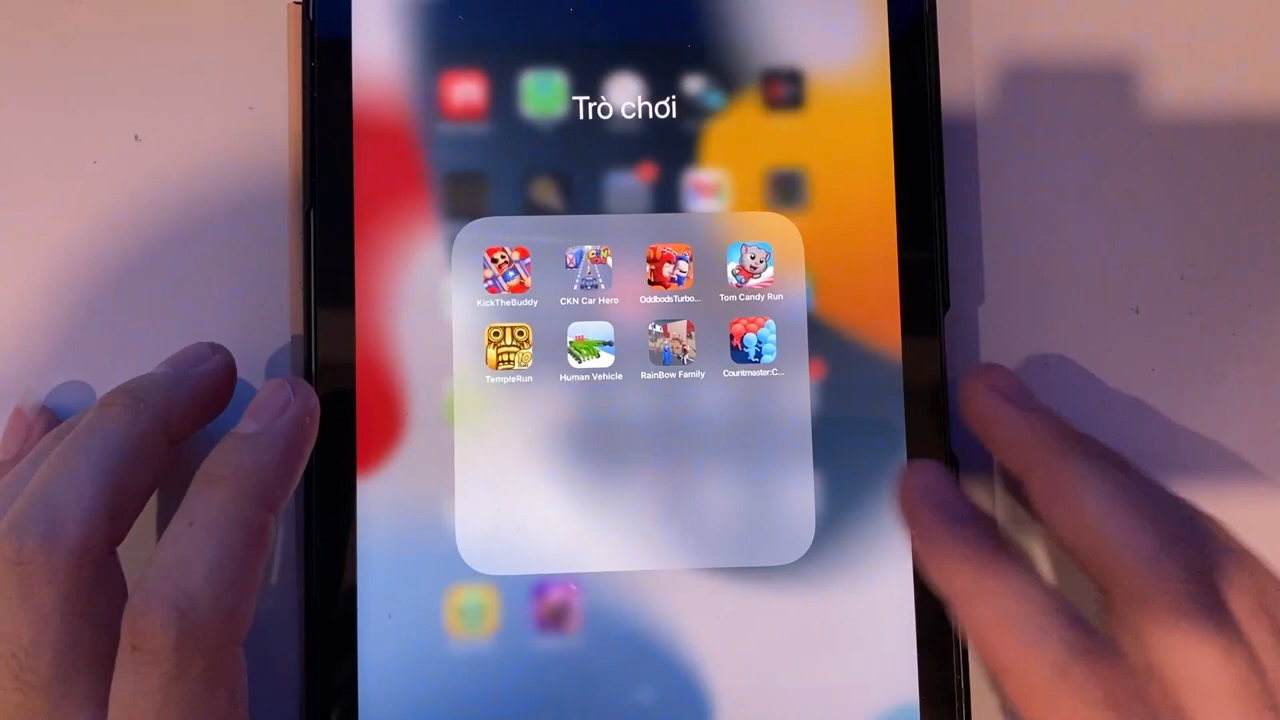 Trò chơi
KickTheBuddy
CKN Car Hero
OddbodsTurbo...
Tom Candy Run
TempleRun
Human Vehicle
RainBow Family
Countmaster:C...